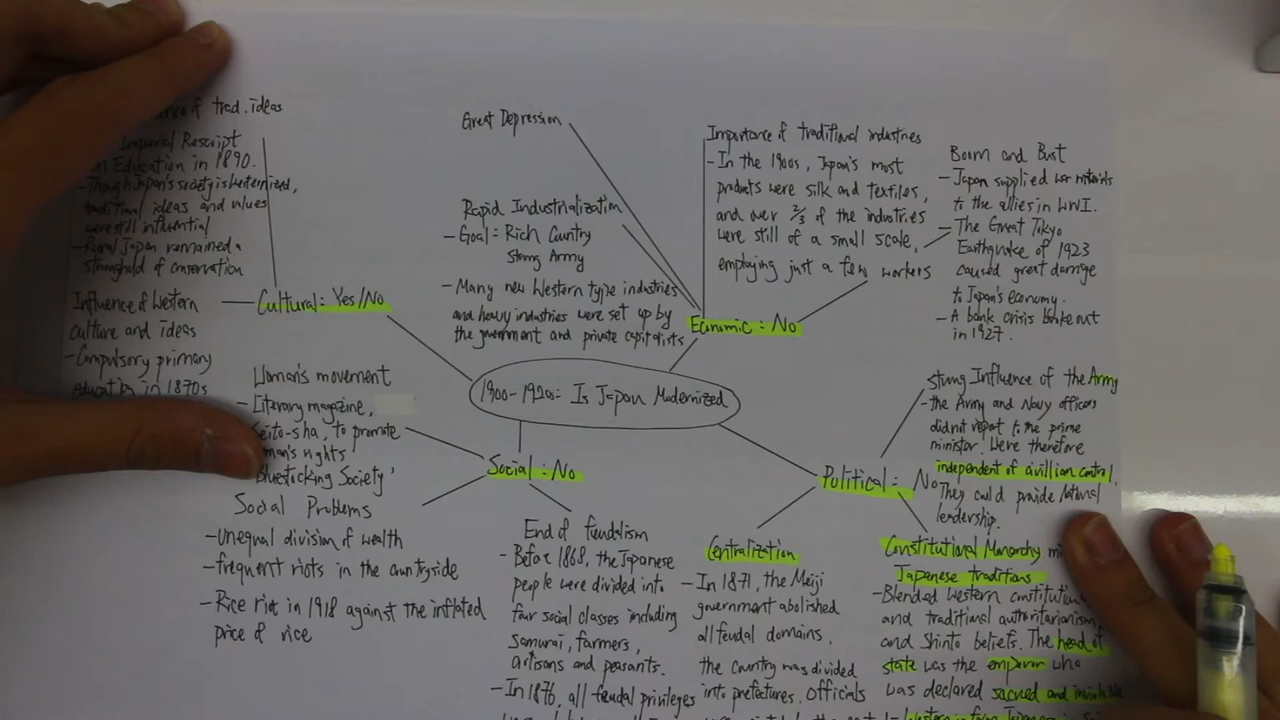 1900-1920s: Is Japan Modernized
Cultural: Yes/No
of trad. ideas
Imperial Rescript
Education in 1890.
- Though Japan's society is westernized,
traditional ideas and values
were still influential
- Rural Japan remained a
stronghold of conservation
Influence of Western
culture and ideas
- Compulsory primary
in 1870s
Great Depression
Rapid Industrialization
- Goal = Rich Country
Strong Army
- Many new Western type industries
and heavy industries were set up by
the government and private capitalists
Economic: No
Importance of traditional industries
- In the 1900s, Japan's most
products were silk and textiles,
and over 2/3 of the industries
were still of a small scale,
employing just a few workers
Boom and Bust
- Japan supplied war materials
to the allies in WWI.
- The Great Tokyo
Earthquake of 1923
caused great damage
to Japan's economy.
- A bank crisis broke out
in 1927.
Woman's movement
- Literary magazine,
Seito-sha, to promote
rights
Bluestocking Society'
Social: No
Social Problems
- Unequal division of wealth
- frequent riots in the countryside
- Rice riot in 1918 against the inflated
price of rice
End of feudalism
- Before 1868, the Japanese
people were divided into
four social classes including
Samurai, farmers,
artisans and peasants.
- In 1876, all feudal privileges
Political: No
Strong Influence of the Army
- the Army and Navy officers
didn't report to the prime
minister. Were therefore
independent of civillian control.
They could provide
leadership.
Centralization
- In 1871, the Meiji
government abolished
all feudal domains.
the country was divided
into prefectures. Officials
Constitutional Monarchy
Japanese traditions
- Blended Western
and traditional authoritarianism
and Shinto beliefs. The head of
state was the emperor who
was declared sacred and